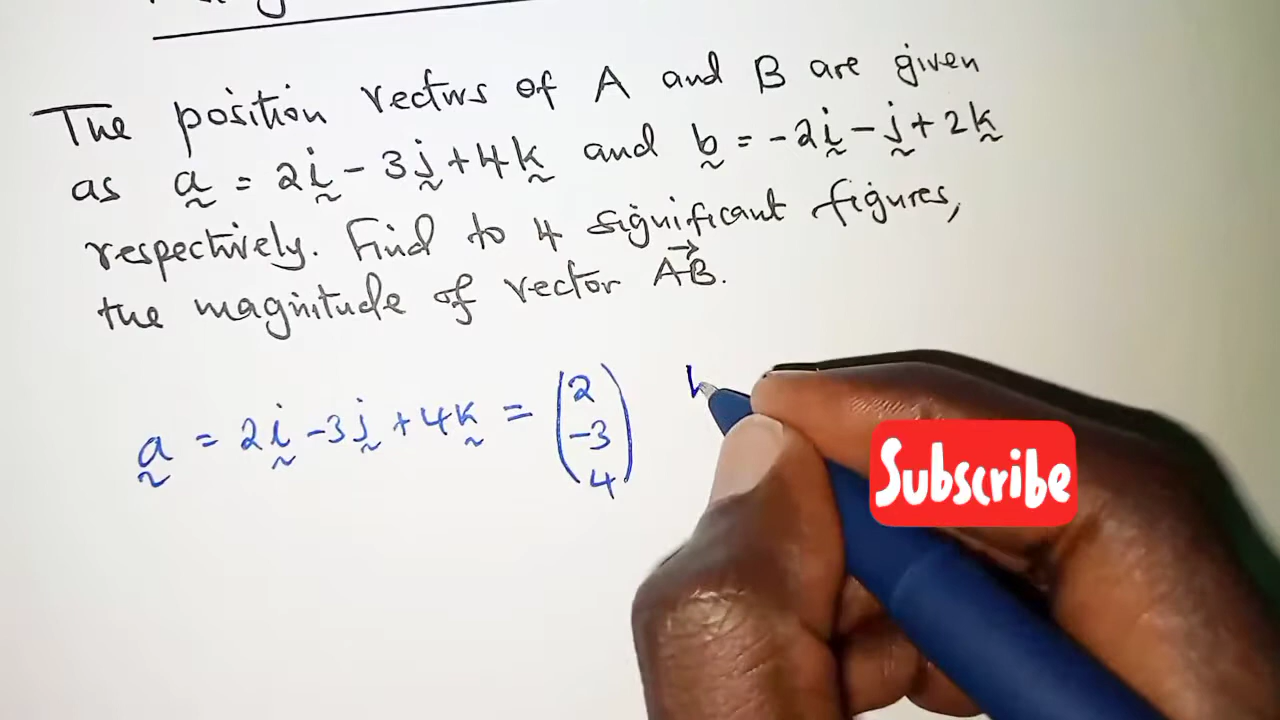 The position vectors of A and B are given
as a = 2i - 3j + 4k and b = -2i - j + 2k
respectively. Find to 4 significant figures,
the magnitude of vector AB.
a = 2i - 3j + 4k = (2
-3
4)
Subscribe